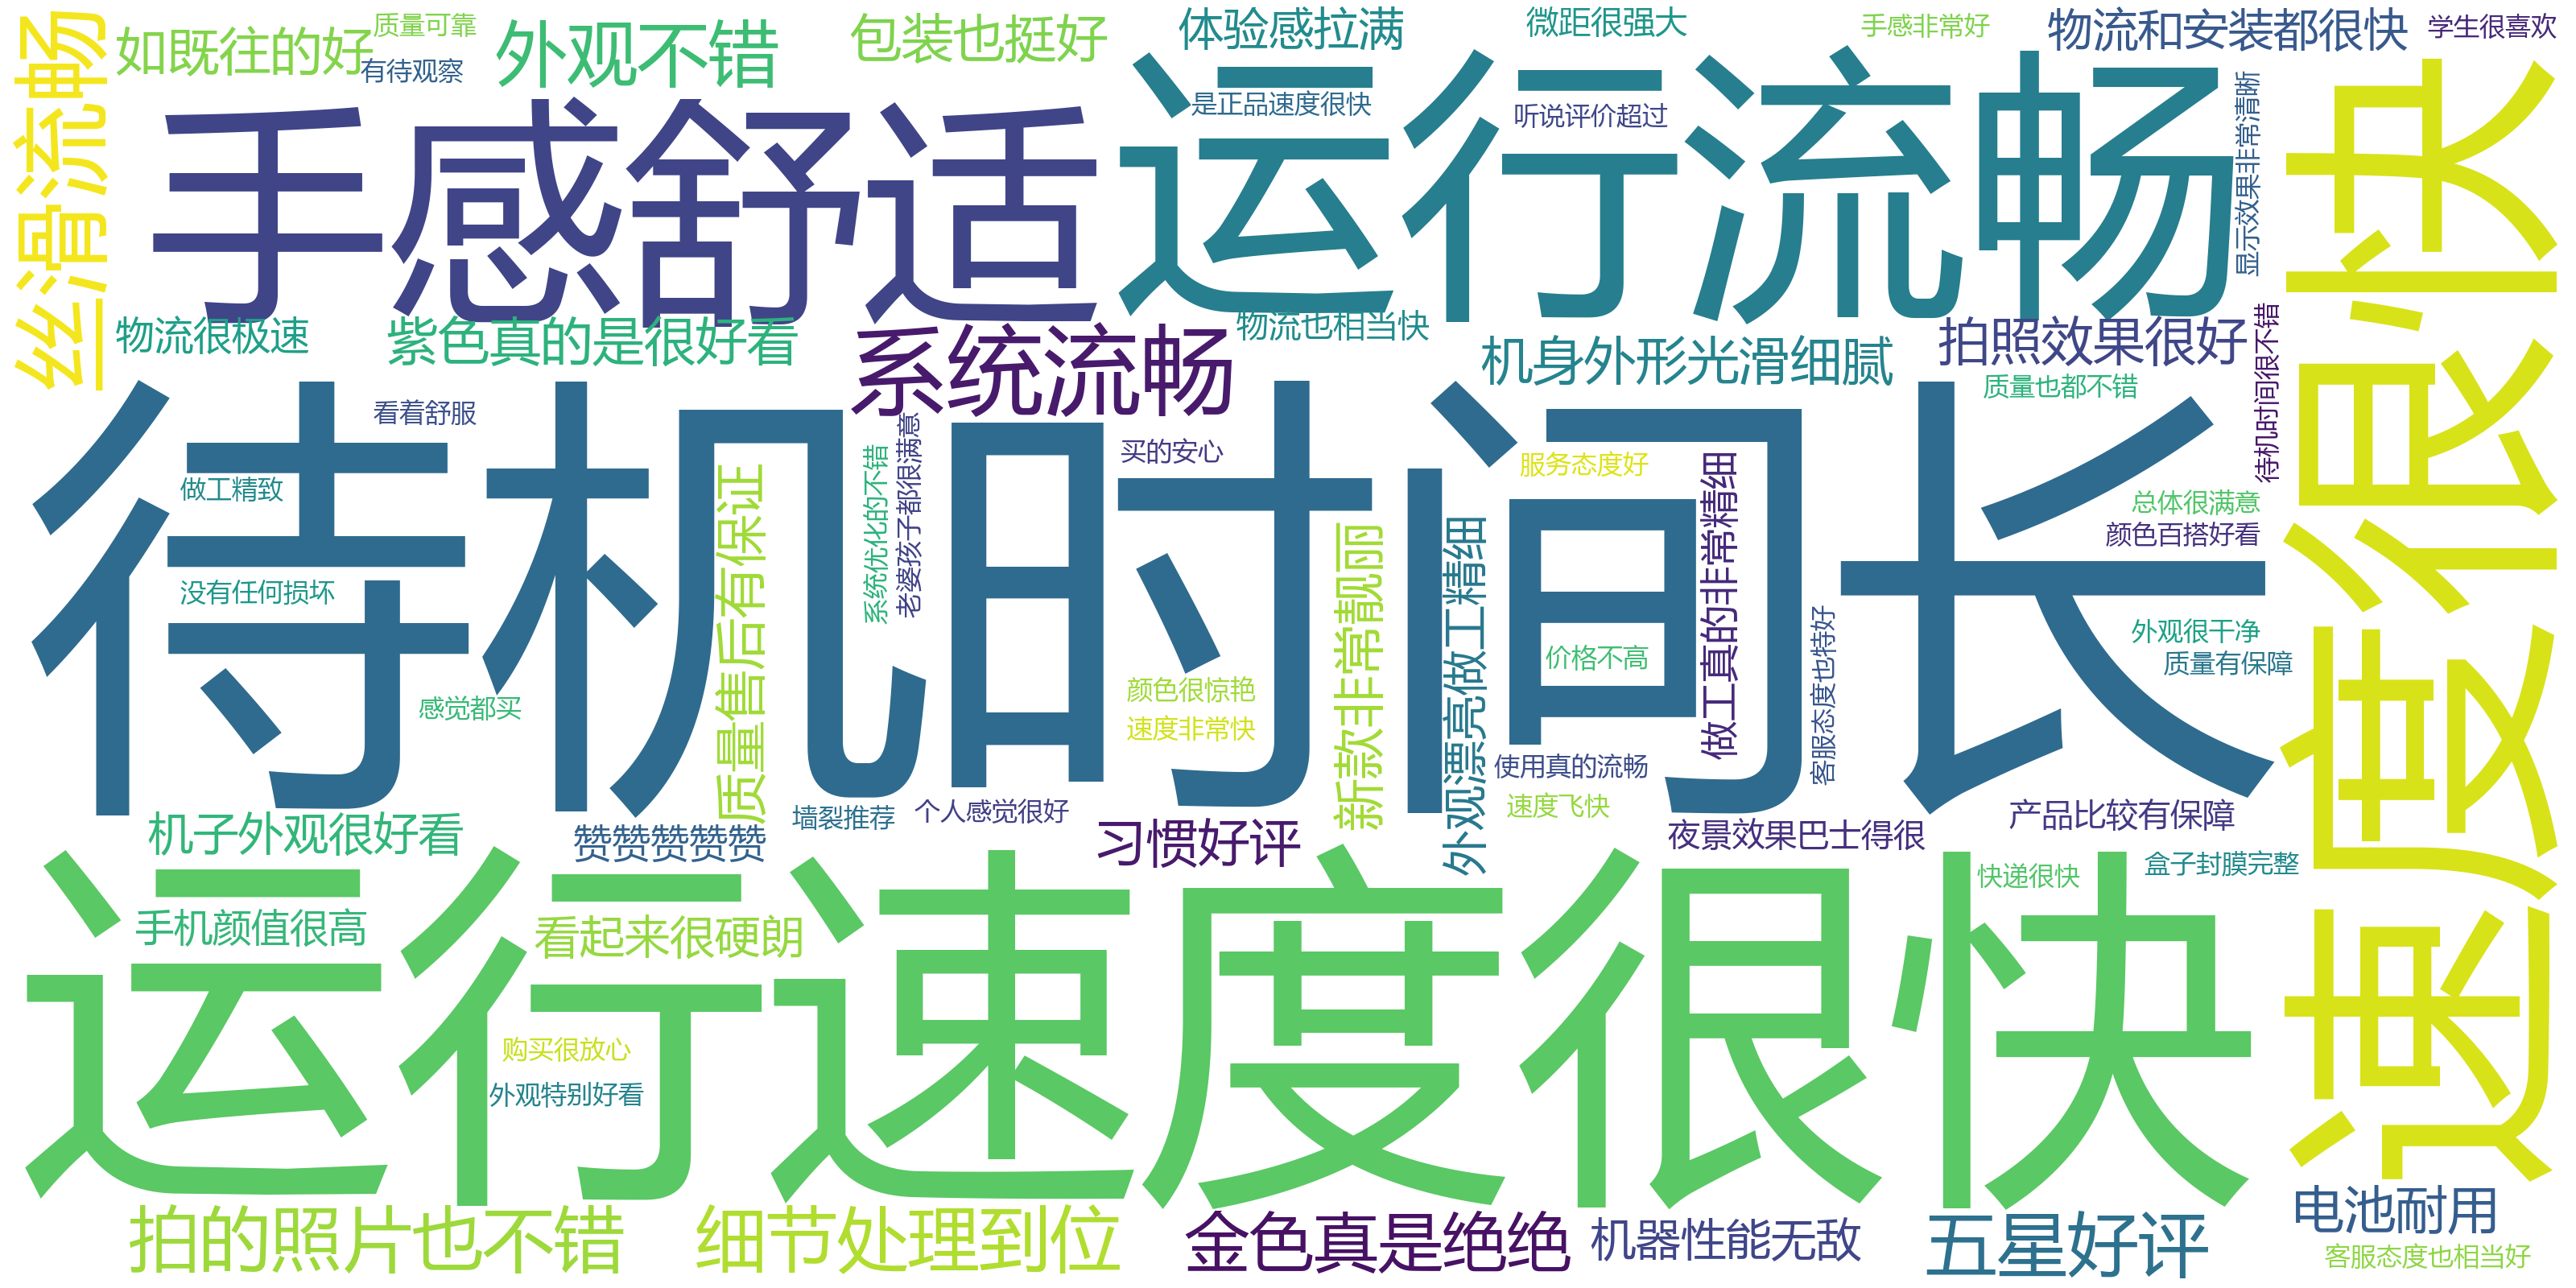 丝滑流畅
如既往的好
质量可靠
有待观察
外观不错
包装也挺好
体验感拉满
微距很强大
手感非常好
物流和安装都很快
学生很喜欢
手感舒适
运行流畅
是正品速度很快
听说评价超过
显示效果非常清晰
速度很快
物流很极速
紫色真的是很好看
系统流畅
物流也相当快
机身外形光滑细腻
拍照效果很好
待机时间很不错
质量也都不错
待机时间长
看着舒服
做工精致
没有任何损坏
感觉都买
质量售后有保证
系统优化的不错
老婆孩子都很满意
买的安心
颜色很惊艳
速度非常快
新款非常靓丽
外观漂亮做工精细
服务态度好
价格不高
做工真的非常精细
客服态度也特好
使用真的流畅
速度飞快
总体很满意
颜色百搭好看
外观很干净
质量有保障
机子外观很好看
赞赞赞赞赞
墙裂推荐
个人感觉很好
习惯好评
夜景效果巴士得很
产品比较有保障
盒子封膜完整
快递很快
运行速度很快
手机颜值很高
看起来很硬朗
购买很放心
外观特别好看
拍的照片也不错
细节处理到位
金色真是绝绝
机器性能无敌
五星好评
电池耐用
客服态度也相当好